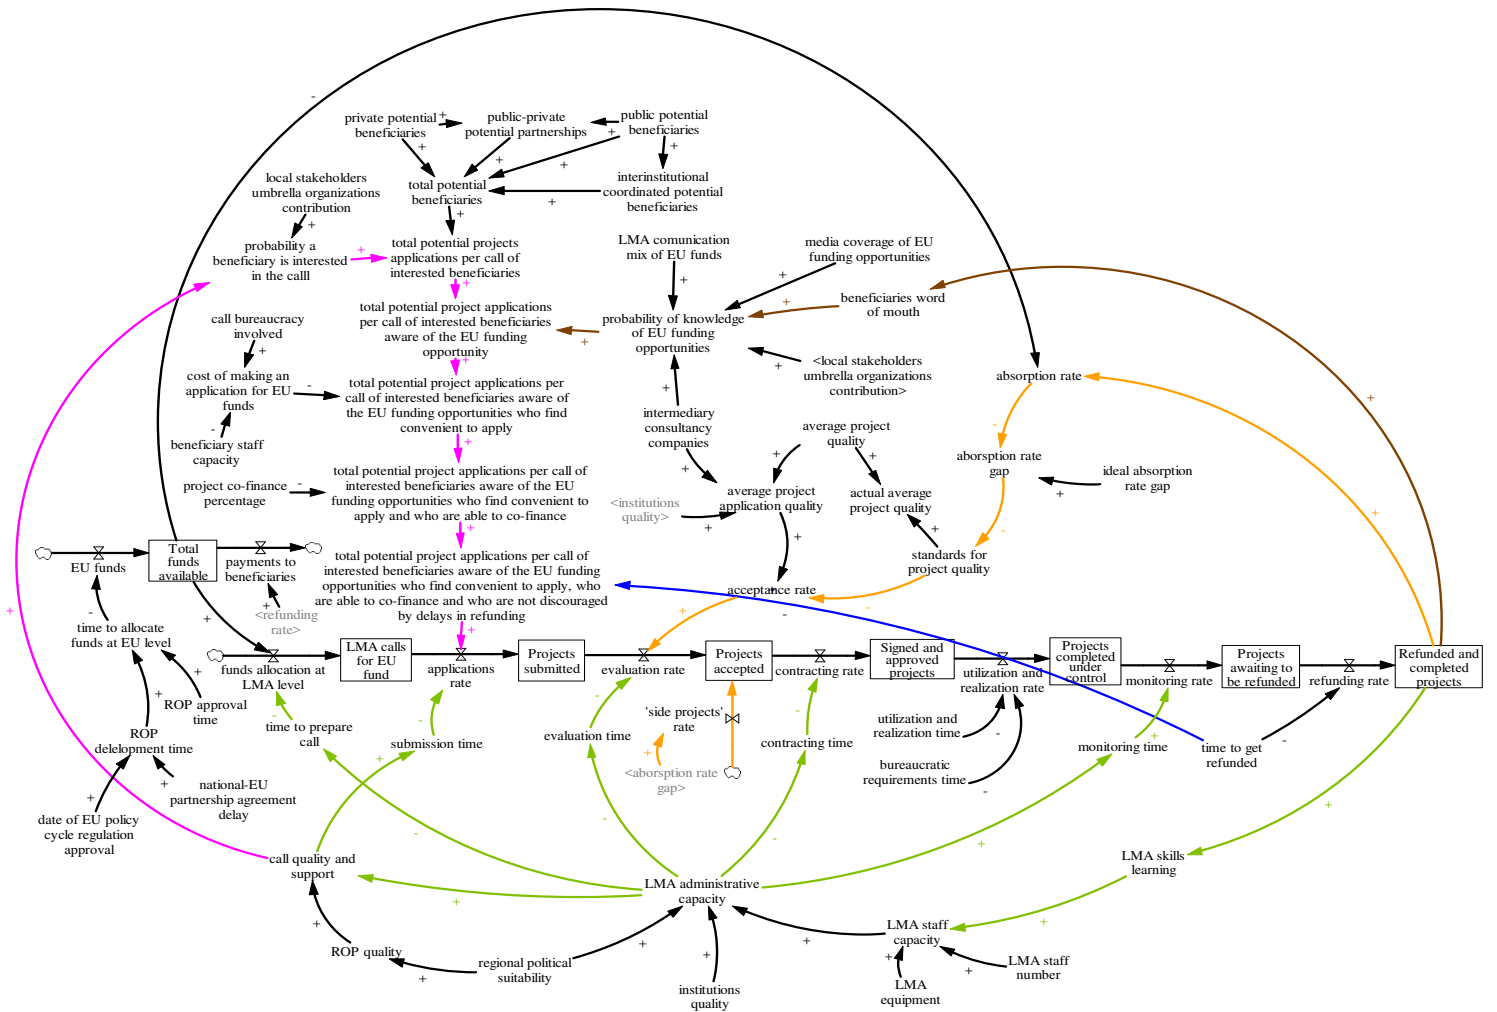 private potential
beneficiaries
public-private
potential partnerships
public potential
beneficiaries
local stakeholders
umbrella organizations
contribution
total potential
beneficiaries
interinstitutional
coordinated potential
beneficiaries
probability a
beneficiary is interested
in the calll
total potential projects
applications per call of
interested beneficiaries
LMA comunication
mix of EU funds
media coverage of EU
funding opportunities
beneficiaries word
of mouth
call bureaucracy
involved
total potential project applications
per call of interested beneficiaries
aware of the EU funding
opportunity
probability of knowledge
of EU funding
opportunities
<local stakeholders
umbrella organizations
contribution>
absorption rate
cost of making an
application for EU
funds
total potential project applications per
call of interested beneficiaries aware of
the EU funding opportunities who find
convenient to apply
intermediary
consultancy
companies
average project
quality
beneficiary staff
capacity
aborsption rate
gap
ideal absorption
rate gap
project co-finance
percentage
total potential project applications per call of
interested beneficiaries aware of the EU
funding opportunities who find convenient to
apply and who are able to co-finance
<institutions
quality>
average project
application quality
actual average
project quality
EU funds
Total
funds
available
payments to
beneficiaries
total potential project applications per call of
interested beneficiaries aware of the EU funding
opportunities who find convenient to apply, who
are able to co-finance and who are not discouraged
by delays in refunding
standards for
project quality
acceptance rate
<refunding
rate>
time to allocate
funds at EU level
funds allocation at
LMA level
LMA calls
for EU
fund
applications
rate
Projects
submitted
evaluation rate
Projects
accepted
contracting rate
Signed and
approved
projects
utilization and
realization rate
Projects
completed
under
control
monitoring rate
Projects
awaiting to
be refunded
refunding rate
Refunded and
completed
projects
ROP approval
time
ROP
delelopment time
time to prepare
call
submission time
evaluation time
'side projects'
rate
contracting time
utilization and
realization time
monitoring time
time to get
refunded
<aborsption rate
gap>
bureaucratic
requirements time
national-EU
partnership agreement
delay
date of EU policy
cycle regulation
approval
call quality and
support
LMA administrative
capacity
LMA skills
learning
ROP quality
regional political
suitability
institutions
quality
LMA staff
capacity
LMA
equipment
LMA staff
number